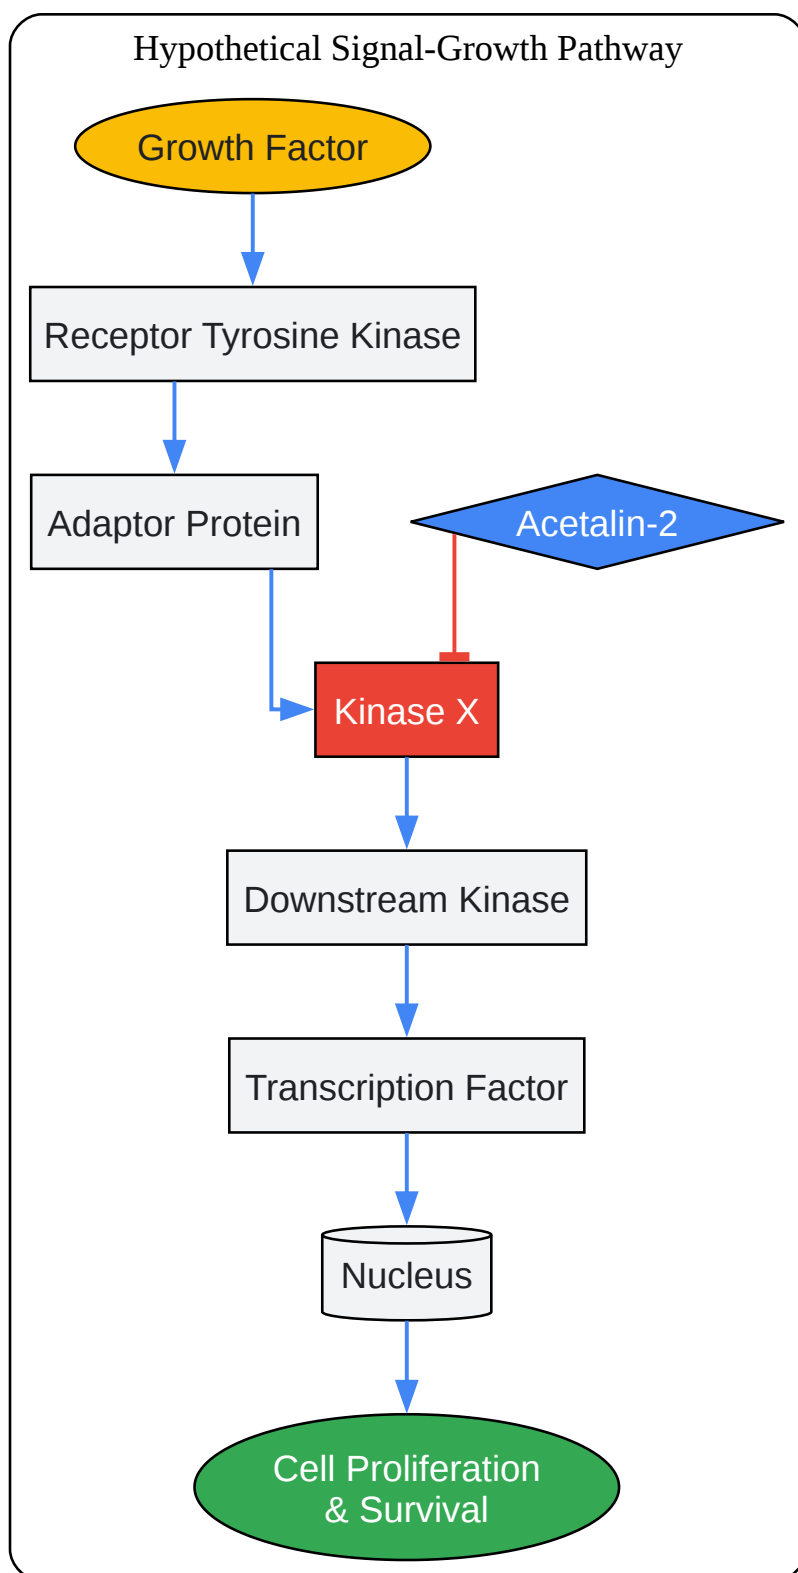 Hypothetical Signal-Growth Pathway
Growth Factor
Receptor Tyrosine Kinase
Adaptor Protein
Acetalin-2
Kinase X
Downstream Kinase
Transcription Factor
Nucleus
Cell Proliferation
& Survival